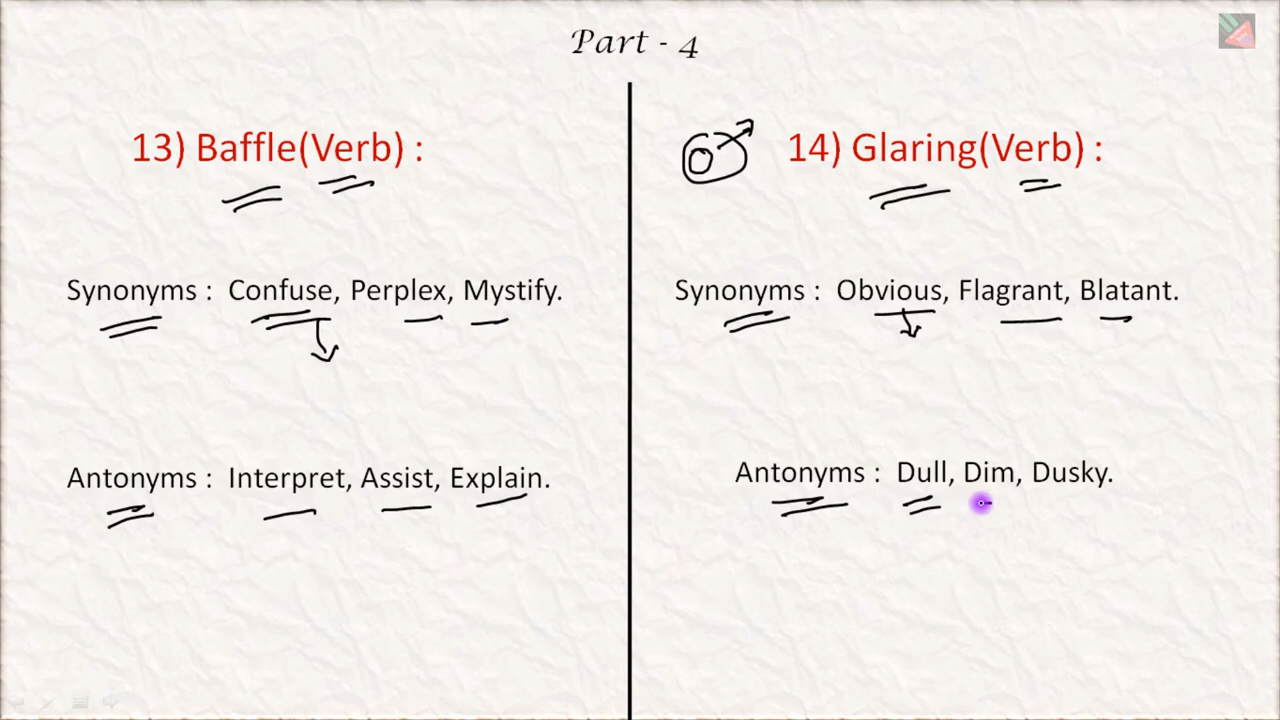 Part - 4
13) Baffle(Verb) :
Synonyms : Confuse, Perplex, Mystify.
Antonyms : Interpret, Assist, Explain.
14) Glaring(Verb) :
Synonyms : Obvious, Flagrant, Blatant.
Antonyms : Dull, Dim, Dusky.